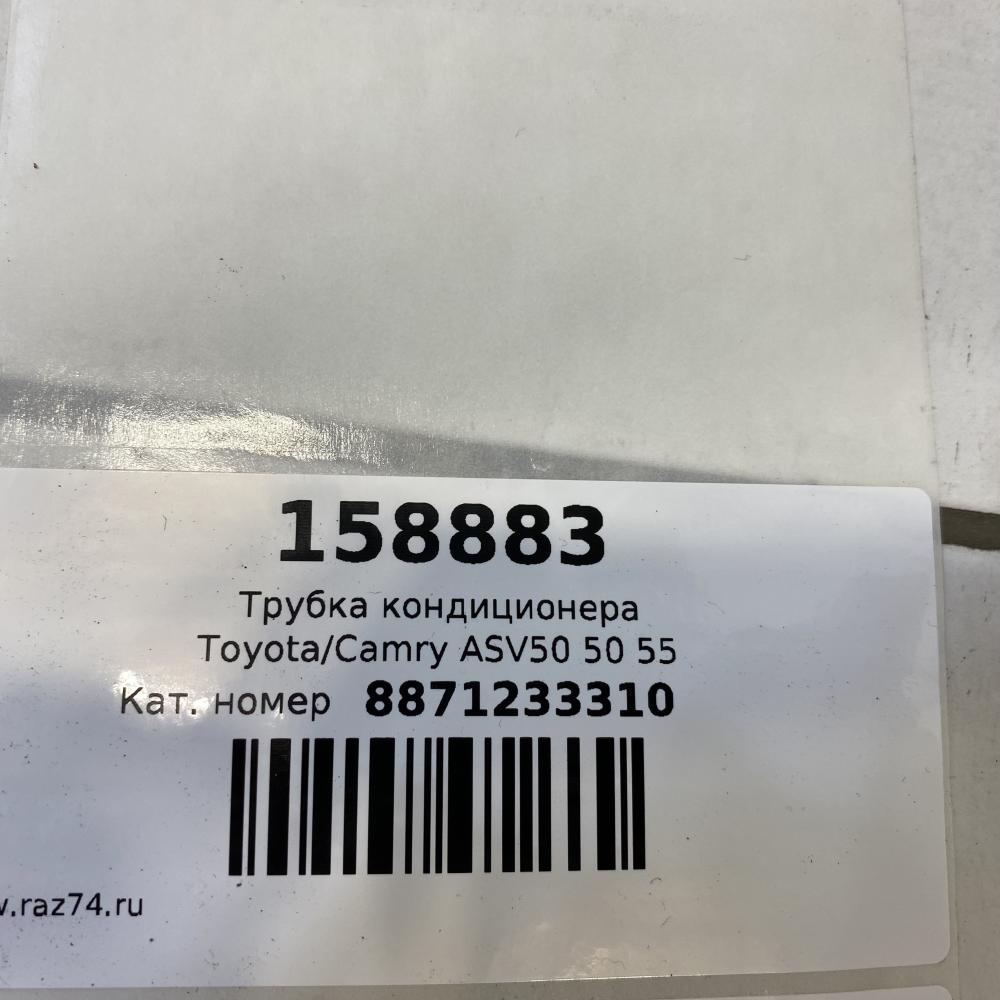 158883
Трубка кондиционера
Toyota/Camry ASV50 50 55
Кат. номер 8871233310
w.raz74.ru